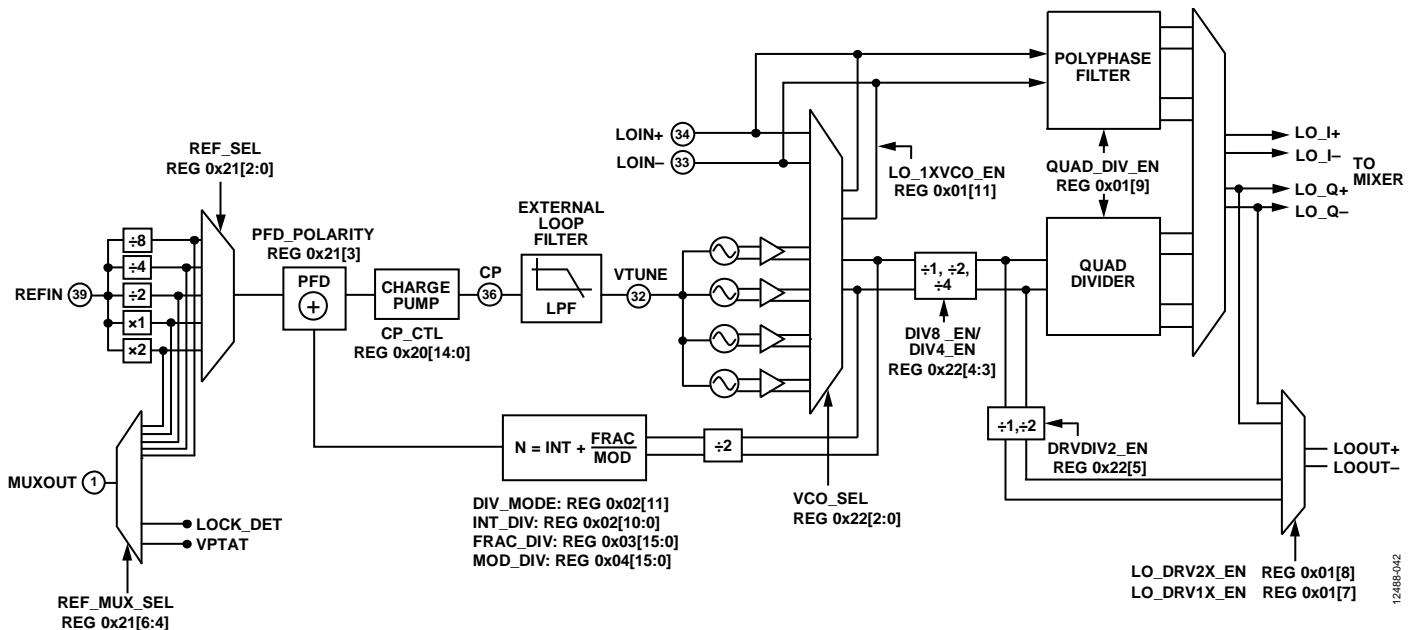 POLYPHASE
FILTER
LOIN+ 34
LOIN– 33
LO_I+
LO_I–
TO
MIXER
LO_Q+
LO_Q–
REF_SEL
REG 0x21[2:0]
LO_1XVCO_EN
REG 0x01[11]
QUAD_DIV_EN
REG 0x01[9]
EXTERNAL
LOOP
FILTER
PFD_POLARITY
REG 0x21[3]
÷8
÷4
÷2
×1
×2
REFIN 39
PFD
+
CHARGE
PUMP
CP
36
LPF
VTUNE
32
÷1, ÷2,
÷4
QUAD
DIVIDER
CP_CTL
REG 0x20[14:0]
DIV8_EN/
DIV4_EN
REG 0x22[4:3]
N = INT + FRAC
MOD
÷2
÷1,÷2
DRVDIV2_EN
REG 0x22[5]
LOOUT+
LOOUT–
MUXOUT 1
LOCK_DET
VPTAT
DIV_MODE: REG 0x02[11]
INT_DIV: REG 0x02[10:0]
FRAC_DIV: REG 0x03[15:0]
MOD_DIV: REG 0x04[15:0]
VCO_SEL
REG 0x22[2:0]
REF_MUX_SEL
REG 0x21[6:4]
LO_DRV2X_EN REG 0x01[8]
LO_DRV1X_EN REG 0x01[7]
12488-042